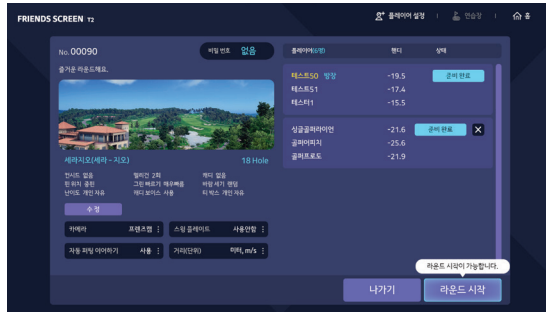 FRIENDS SCREEN T2
플레이어 설정
연습장
홈
No. 00090
비밀 번호 없음
즐거운 라운드해요.
세라지오(세라 - 지오)
18 Hole
컨시드 없음
멀리건 2회
캐디 없음
핀 위치 중핀
그린 빠르기 매우빠름
바람 세기 랜덤
난이도 개인 자유
캐디 보이스 사용
티 박스 개인 자유
수 정
카메라 프렌즈캠
스윙 플레이트 사용안함
자동 퍼팅 이어하기 사용
거리(단위) 미터, m/s
플레이어(6/명) 핸디 상태
테스트50 방장 -19.5 준비 완료
테스트51 -17.4
테스터1 -15.5
싱글골퍼라이언 -21.6 준비 완료 X
골퍼어피치 -25.6
골퍼프로도 -21.9
라운드 시작이 가능합니다.
나가기
라운드 시작